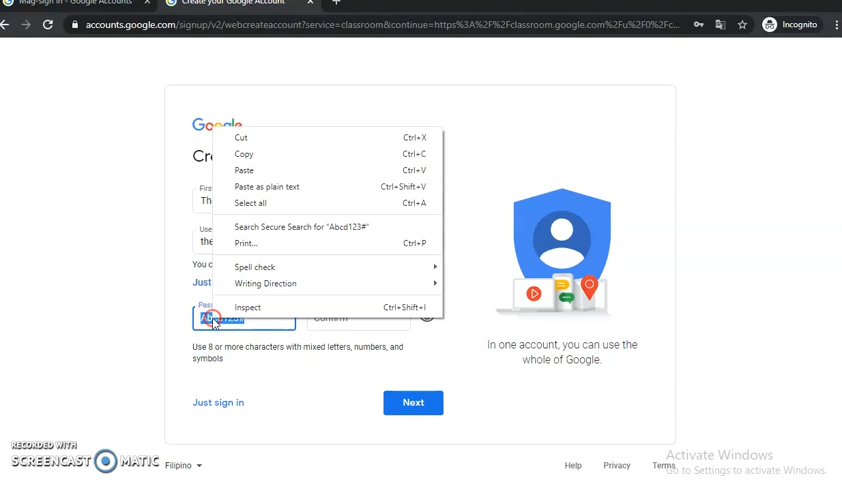 Mag-sign in - Google Accounts
Create your Google Account
accounts.google.com/signup/v2/webcreateaccount?service=classroom&continue=https%3A%2F%2Fclassroom.google.com%2Fu%2F0%2Fc...
Incognito
Google
Cre
Cut Ctrl+X
Copy Ctrl+C
Paste Ctrl+V
Paste as plain text Ctrl+Shift+V
Select all Ctrl+A
Search Secure Search for "Abcd123#"
Print... Ctrl+P
Spell check
Writing Direction
Inspect Ctrl+Shift+I
First
The
User
the
You c
Just
Pass
Abcd123#
Confirm
Use 8 or more characters with mixed letters, numbers, and
symbols
Just sign in
Next
In one account, you can use the
whole of Google.
RECORDED WITH
SCREENCAST MATIC
Filipino
Help Privacy Terms
Activate Windows
Go to Settings to activate Windows.